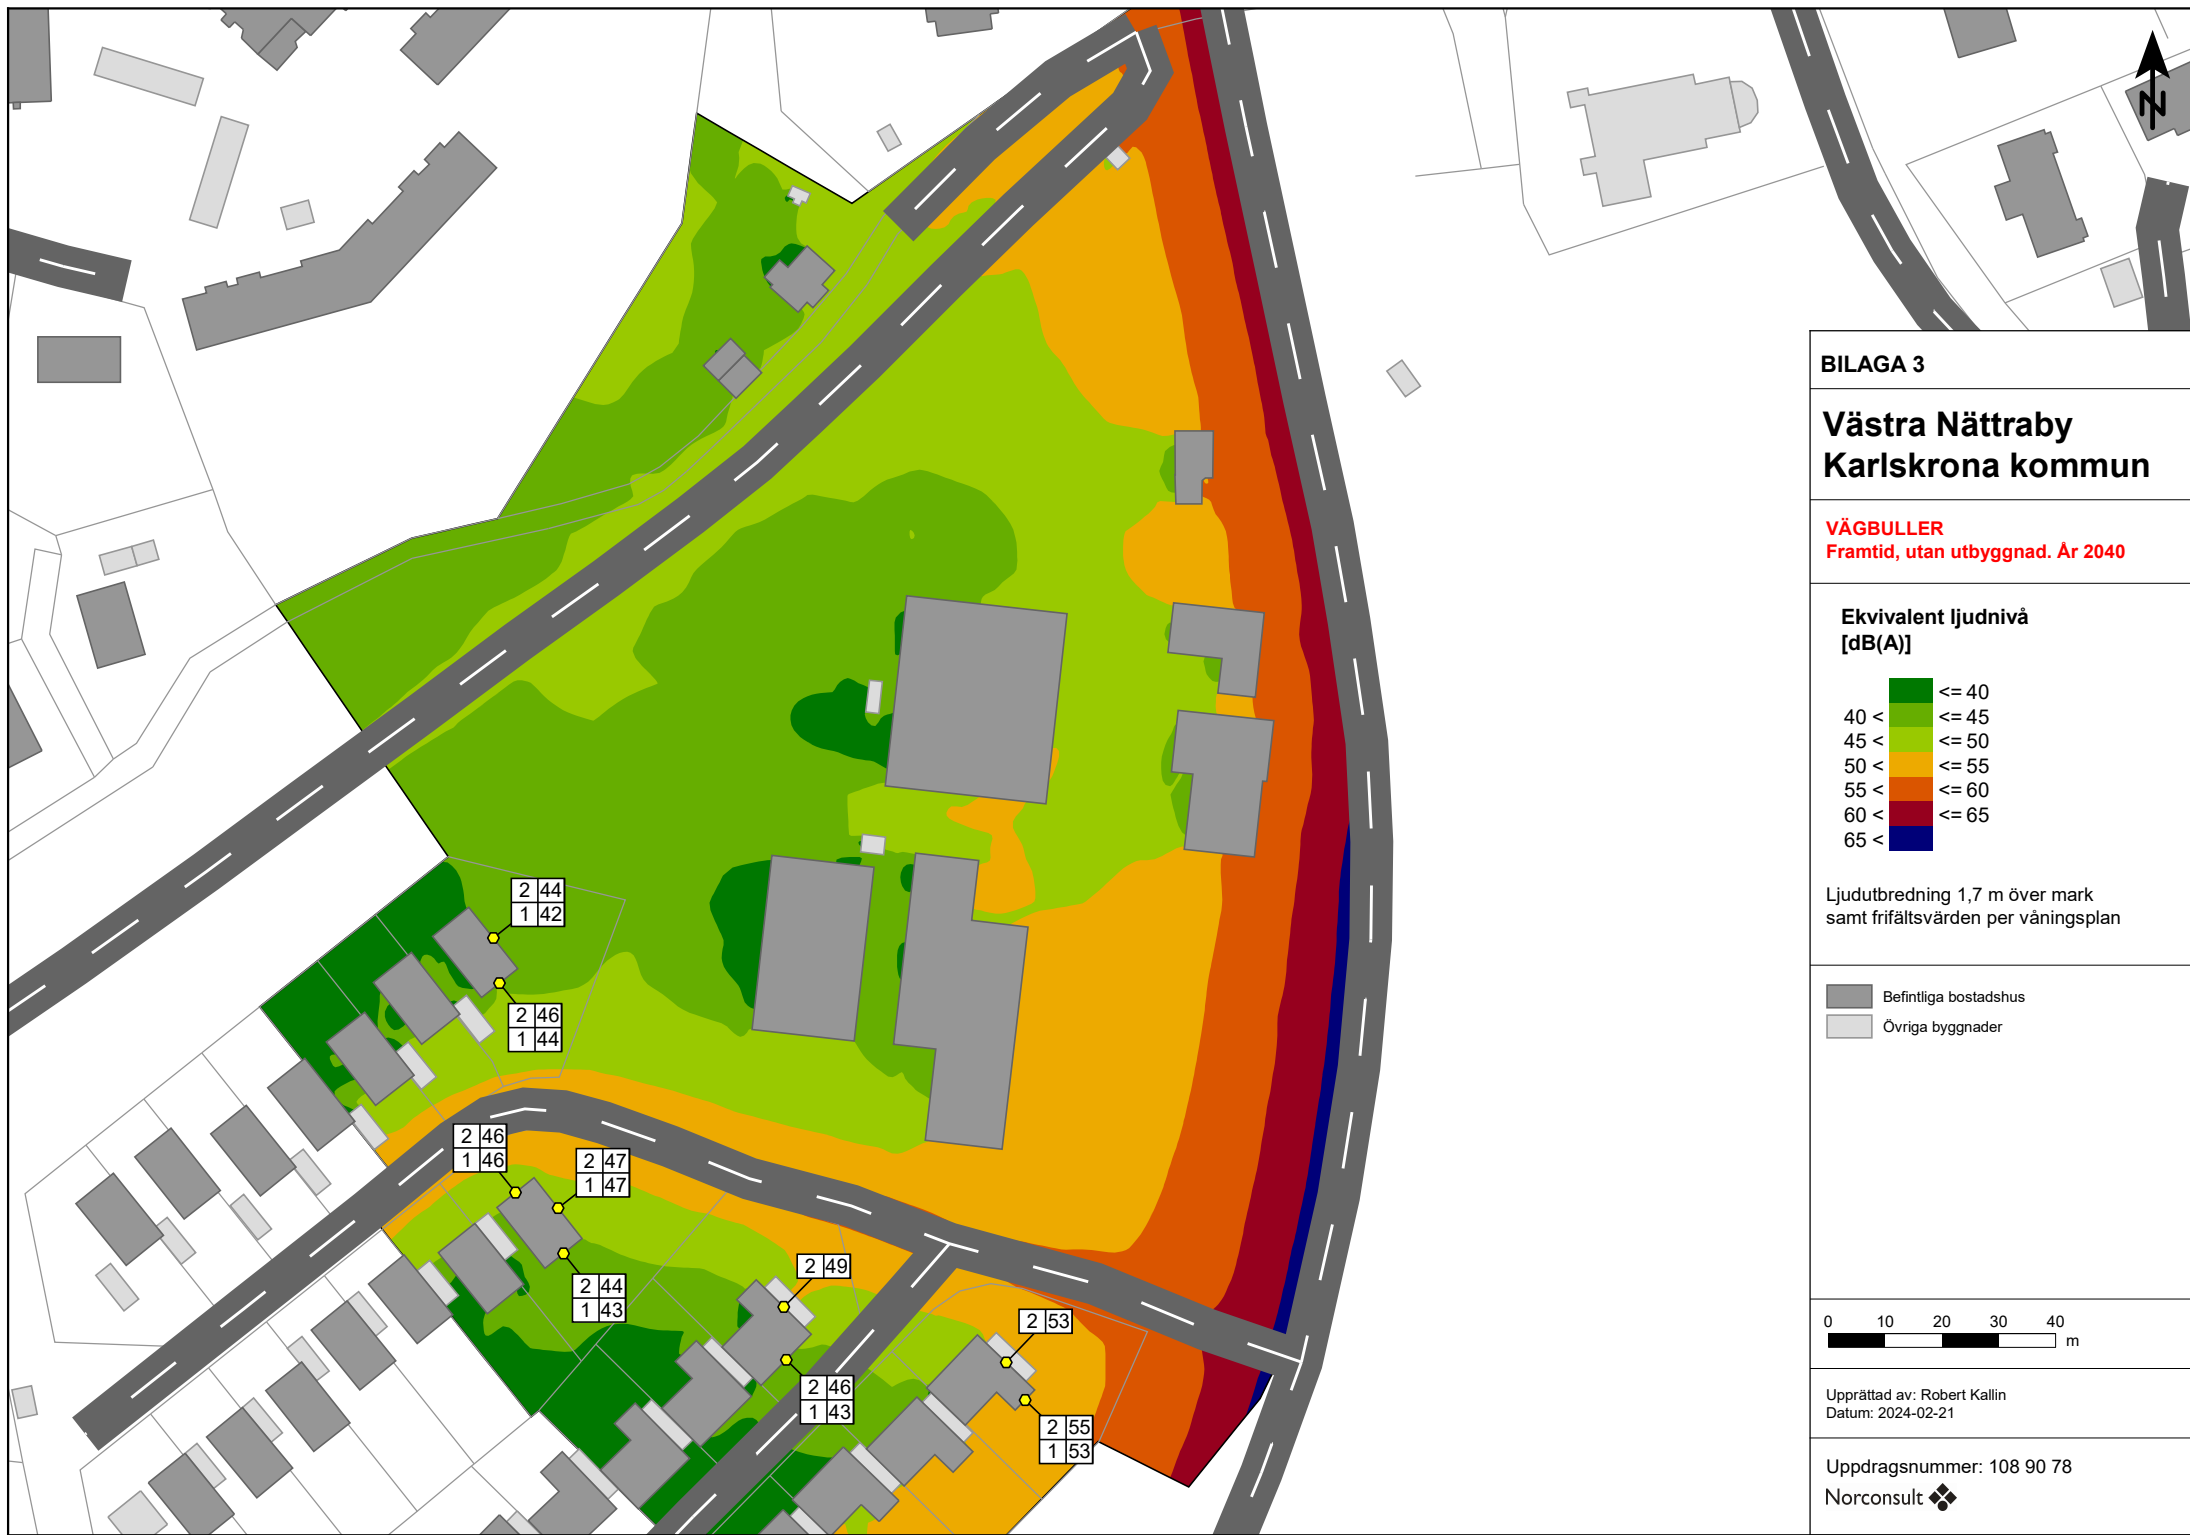 N
BILAGA 3
Västra Nättraby
Karlskrona kommun
VÄGBULLER
Framtid, utan utbyggnad. År 2040
Ekvivalent ljudnivå
[dB(A)]
<= 40
40 < <= 45
45 < <= 50
50 < <= 55
55 < <= 60
60 < <= 65
65 <
Ljudutbredning 1,7 m över mark
samt frifältsvärden per våningsplan
Befintliga bostadshus
Övriga byggnader
0 10 20 30 40
m
Upprättad av: Robert Kallin
Datum: 2024-02-21
Uppdragsnummer: 108 90 78
Norconsult
2 44
1 42
2 46
1 44
2 46
1 46
2 47
1 47
2 44
1 43
2 49
2 46
1 43
2 53
2 55
1 53